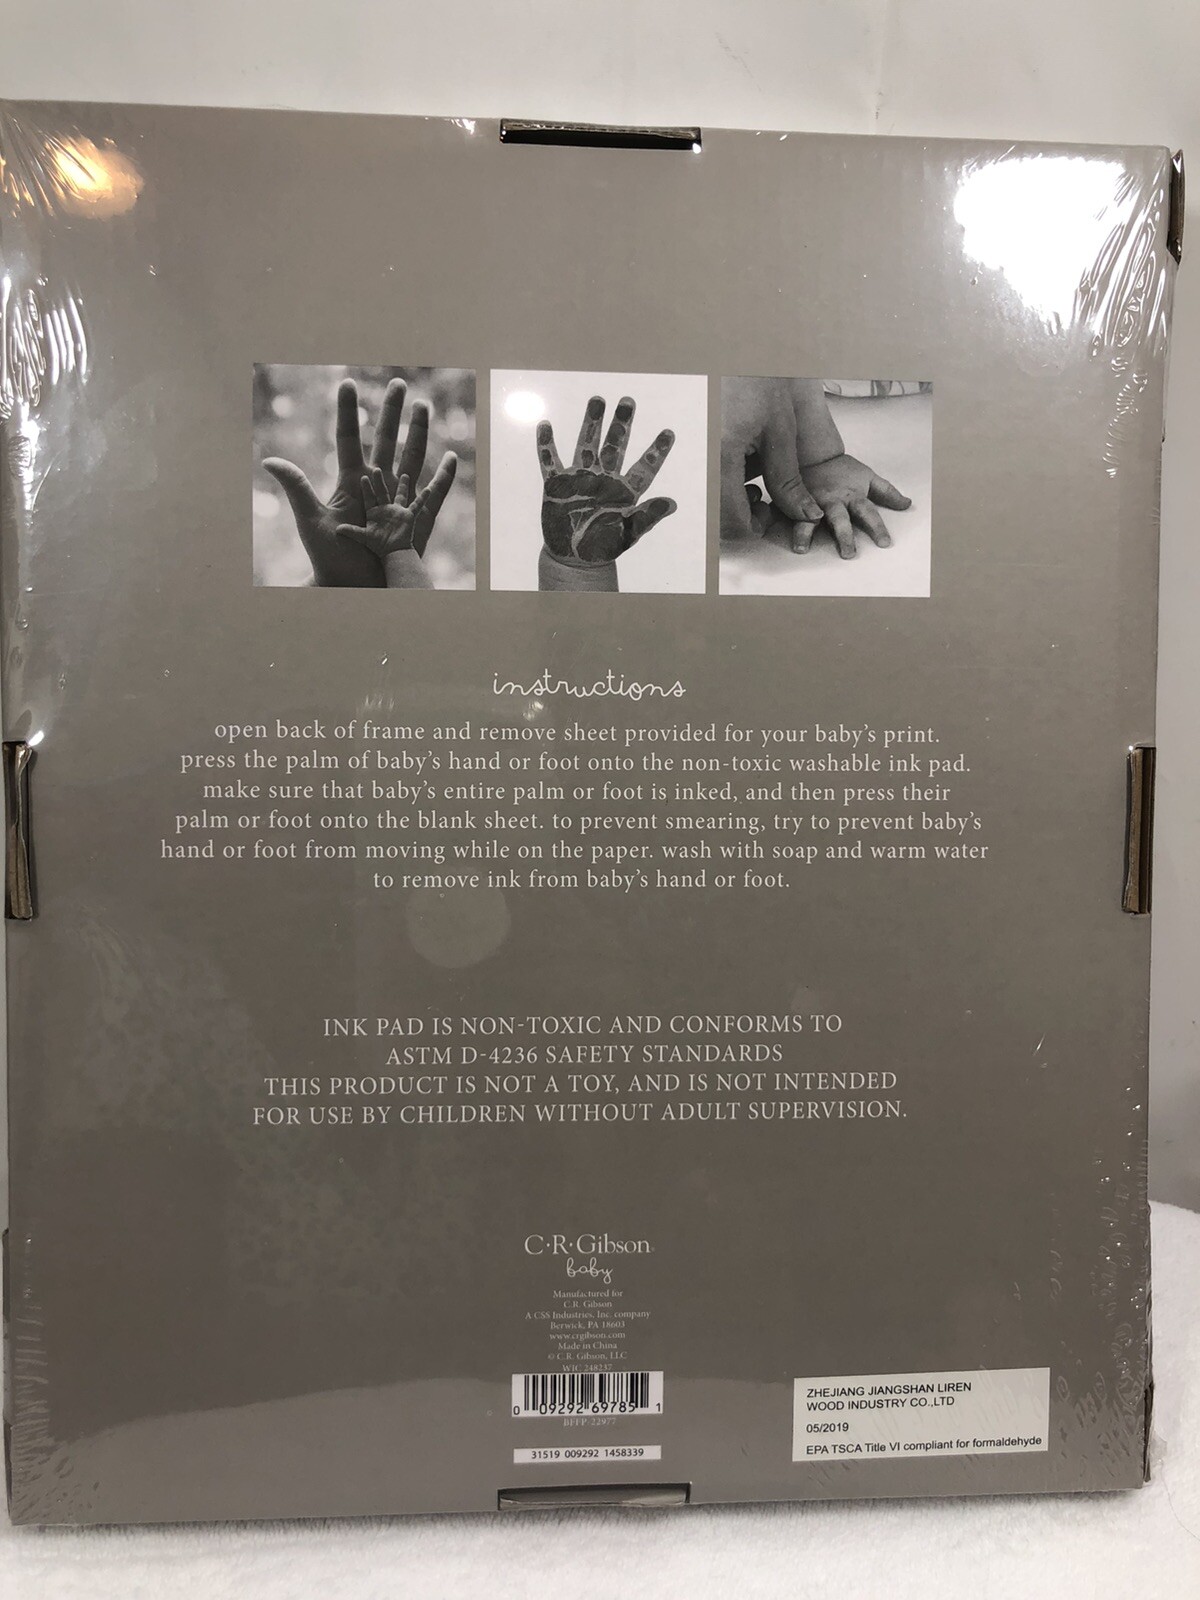 instructions
open back of frame and remove sheet provided for your baby's print.
press the palm of baby's hand or foot onto the non-toxic washable ink pad.
make sure that baby's entire palm or foot is inked, and then press their
palm or foot onto the blank sheet. to prevent smearing, try to prevent baby's
hand or foot from moving while on the paper. wash with soap and warm water
to remove ink from baby's hand or foot.
INK PAD IS NON-TOXIC AND CONFORMS TO
ASTM D-4236 SAFETY STANDARDS
THIS PRODUCT IS NOT A TOY, AND IS NOT INTENDED
FOR USE BY CHILDREN WITHOUT ADULT SUPERVISION.
C·R·Gibson
baby
Manufactured for
C.R. Gibson
A CSS Industries, Inc. company
Berwick, PA 18603
www.crgibson.com
Made in China
© C.R. Gibson, LLC
WIC 248237
0 09292 69785 1
BFFP-22977
31519 009292 1458339
ZHEJIANG JIANGSHAN LIREN
WOOD INDUSTRY CO.,LTD
05/2019
EPA TSCA Title VI compliant for formaldehyde